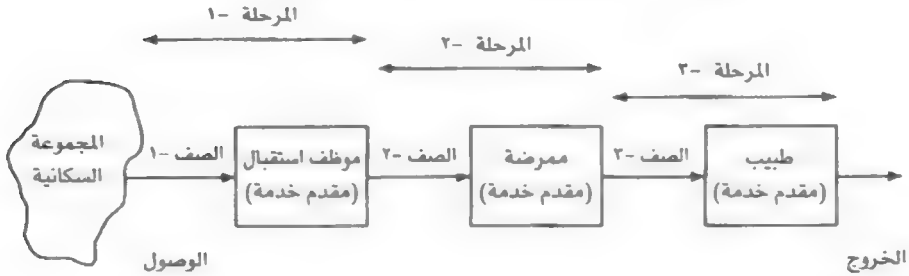 المرحلة -١
المرحلة -٢
المرحلة -٣
المجموعة
السكانية
الصف -١
موظف استقبال
(مقدم خدمة)
الصف -٢
ممرضة
(مقدم خدمة)
الصف -٣
طبيب
(مقدم خدمة)
الوصول
الخروج